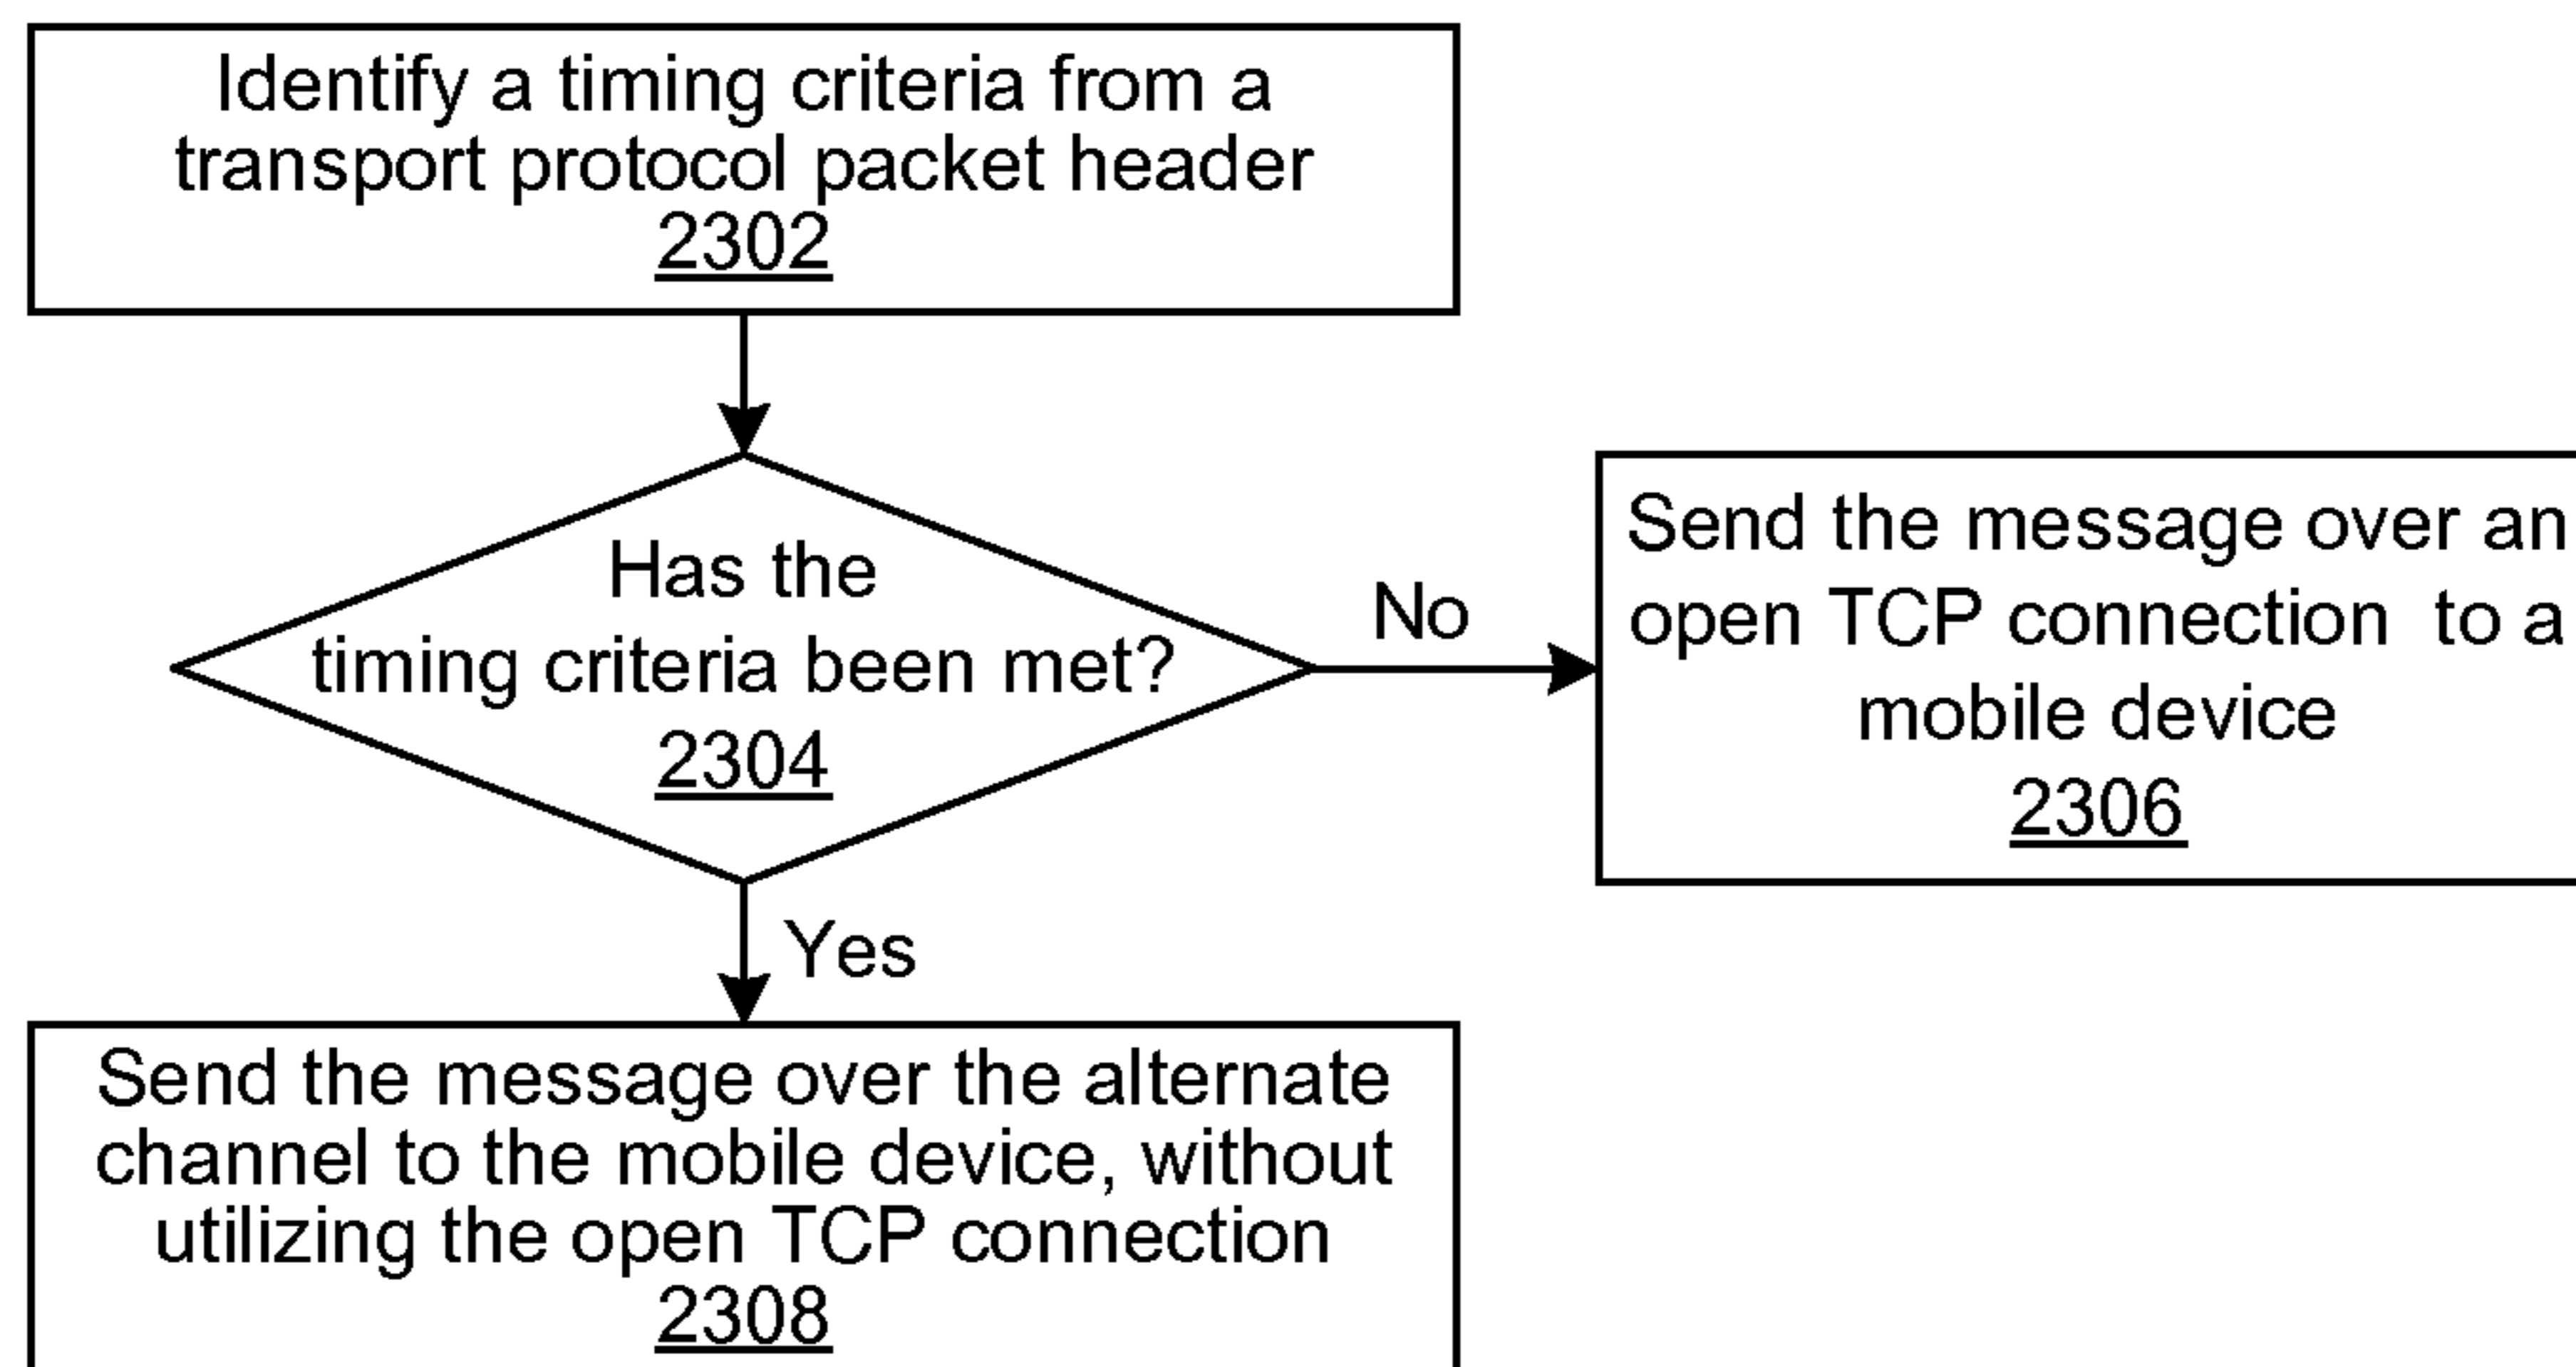 Identify a timing criteria from a
transport protocol packet header
2302
Has the
timing criteria been met?
2304
No
Send the message over an
open TCP connection to a
mobile device
2306
Yes
Send the message over the alternate
channel to the mobile device, without
utilizing the open TCP connection
2308